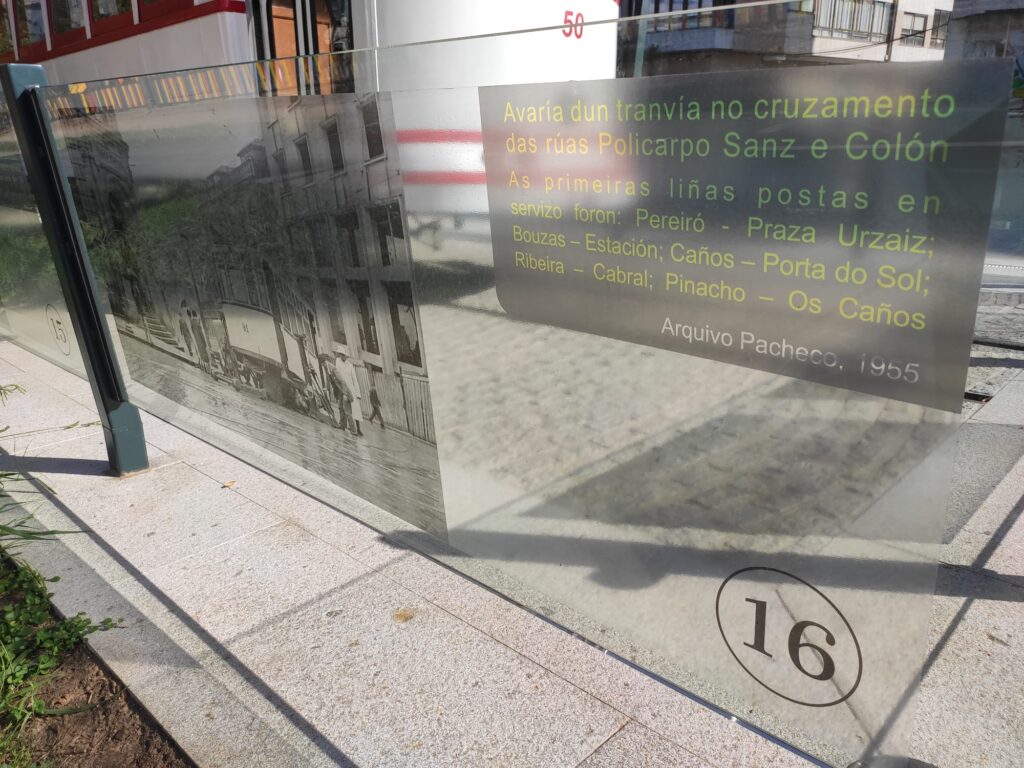 50
Avaría dun tranvía no cruzamento
das rúas Policarpo Sanz e Colón
As primeiras liñas postas en
servizo foron: Pereiró - Praza Urzaiz;
Bouzas – Estación; Caños – Porta do Sol;
Ribeira – Cabral; Pinacho – Os Caños
Arquivo Pacheco, 1955
91
15
16